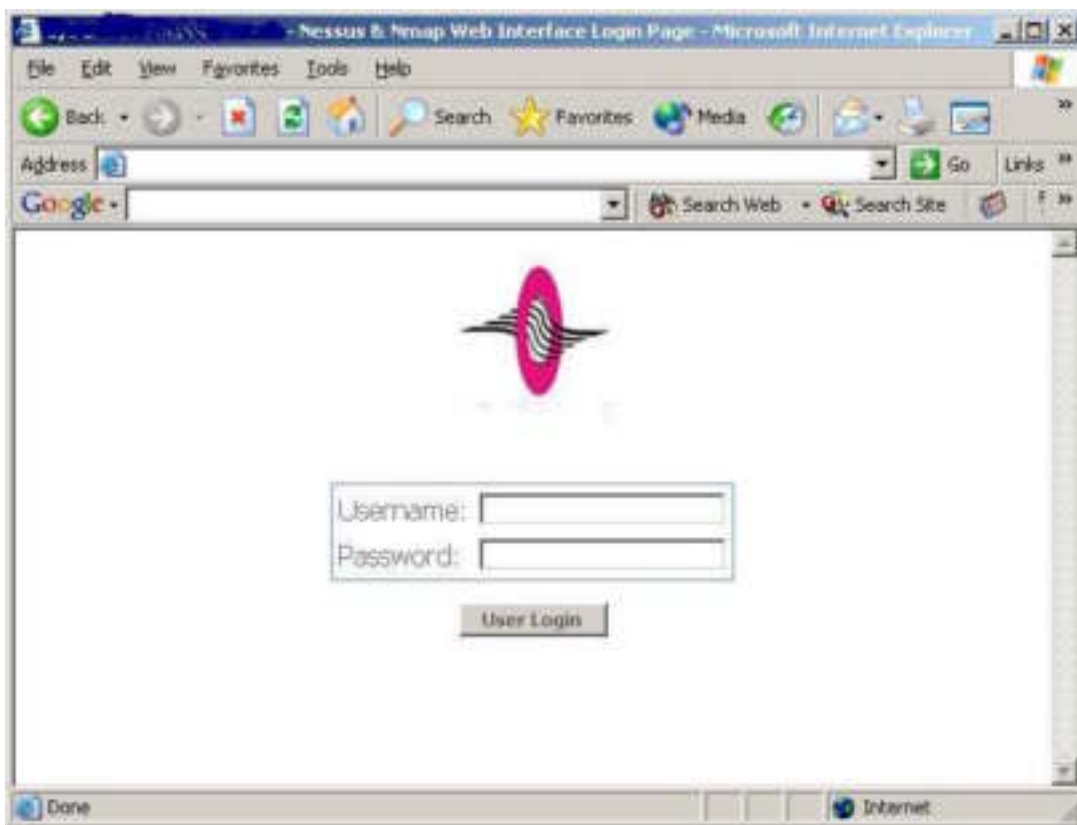 - Nessus & Nmap Web Interface Login Page - Microsoft Internet Explorer
File Edit View Favorites Tools Help
Back Search Favorites Media
Address Go Links »
Google Search Web Search Site »
Username:
Password:
User Login
Done Internet